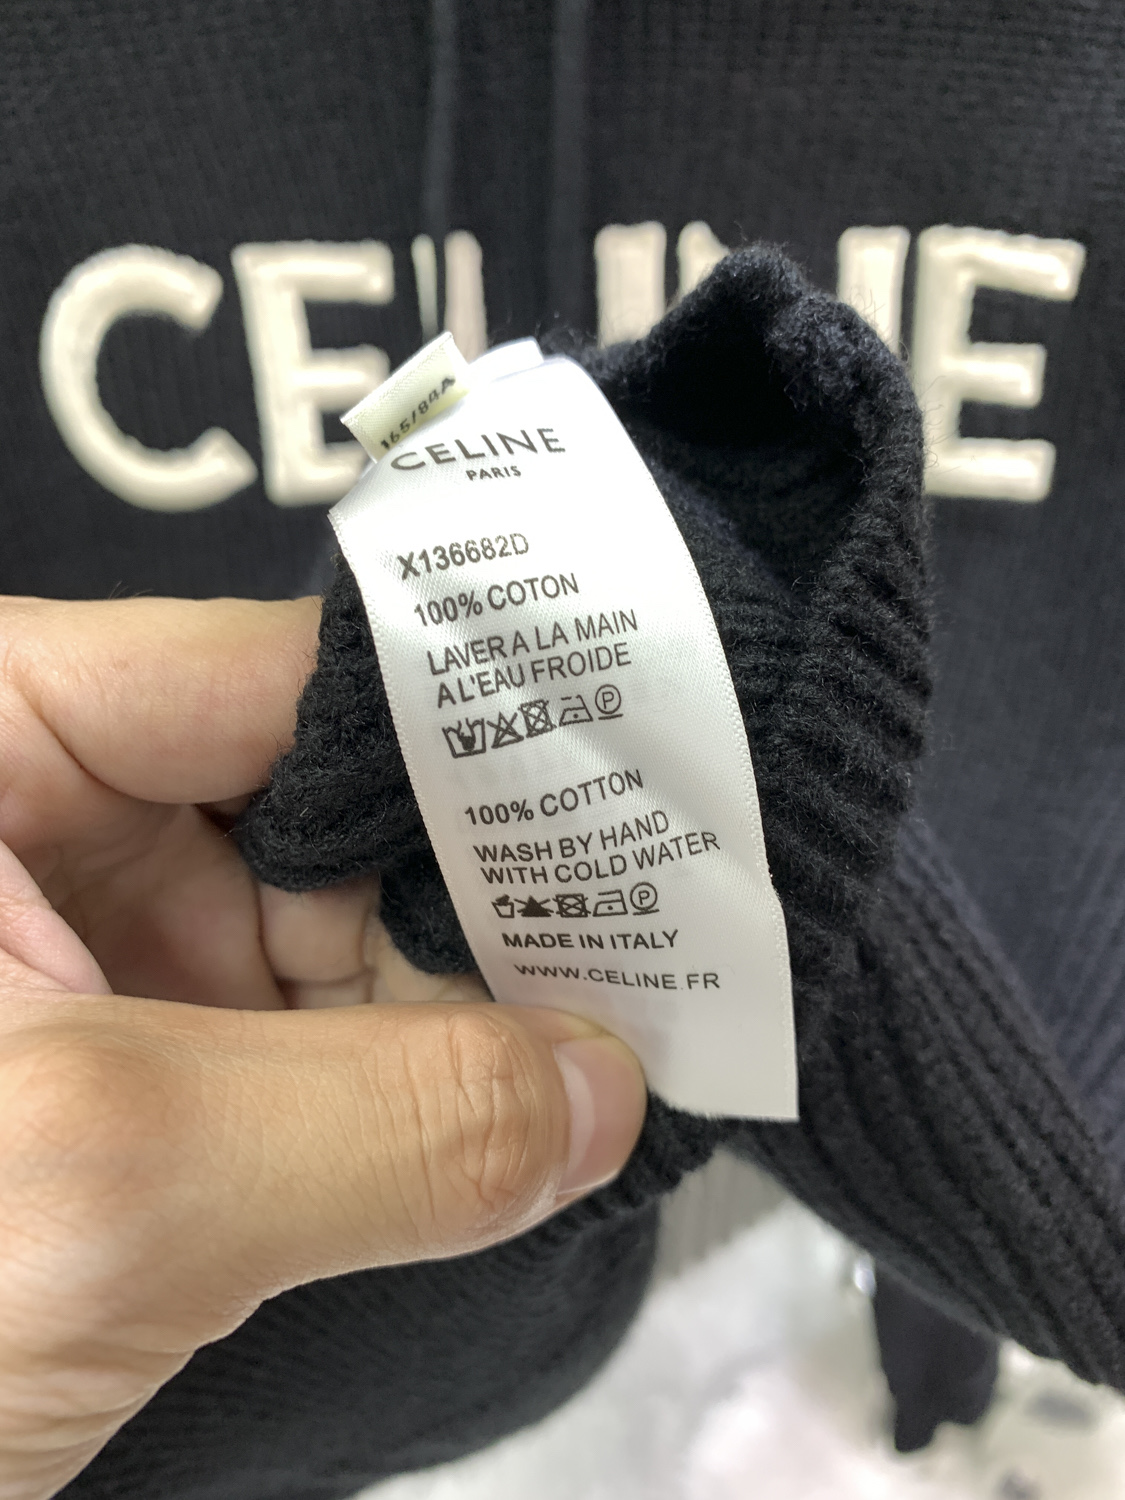 CELINE
165/84A
CELINE
PARIS
X136682D
100% COTON
LAVER A LA MAIN
A L'EAU FROIDE
P
100% COTTON
WASH BY HAND
WITH COLD WATER
P
MADE IN ITALY
WWW.CELINE.FR